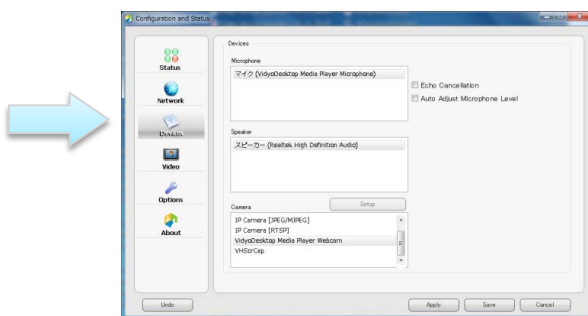 Configuration and Status
Status
Network
Devices
Video
Options
About
Devices
Microphone
マイク (VidyoDesktop Media Player Microphone)
Echo Cancellation
Auto Adjust Microphone Level
Speaker
スピーカー (Realtek High Definition Audio)
Camera
Setup
IP Camera [JPEG/MJPEG]
IP Camera [RTSP]
VidyoDesktop Media Player Webcam
VHScrCap
Undo
Apply
Save
Cancel